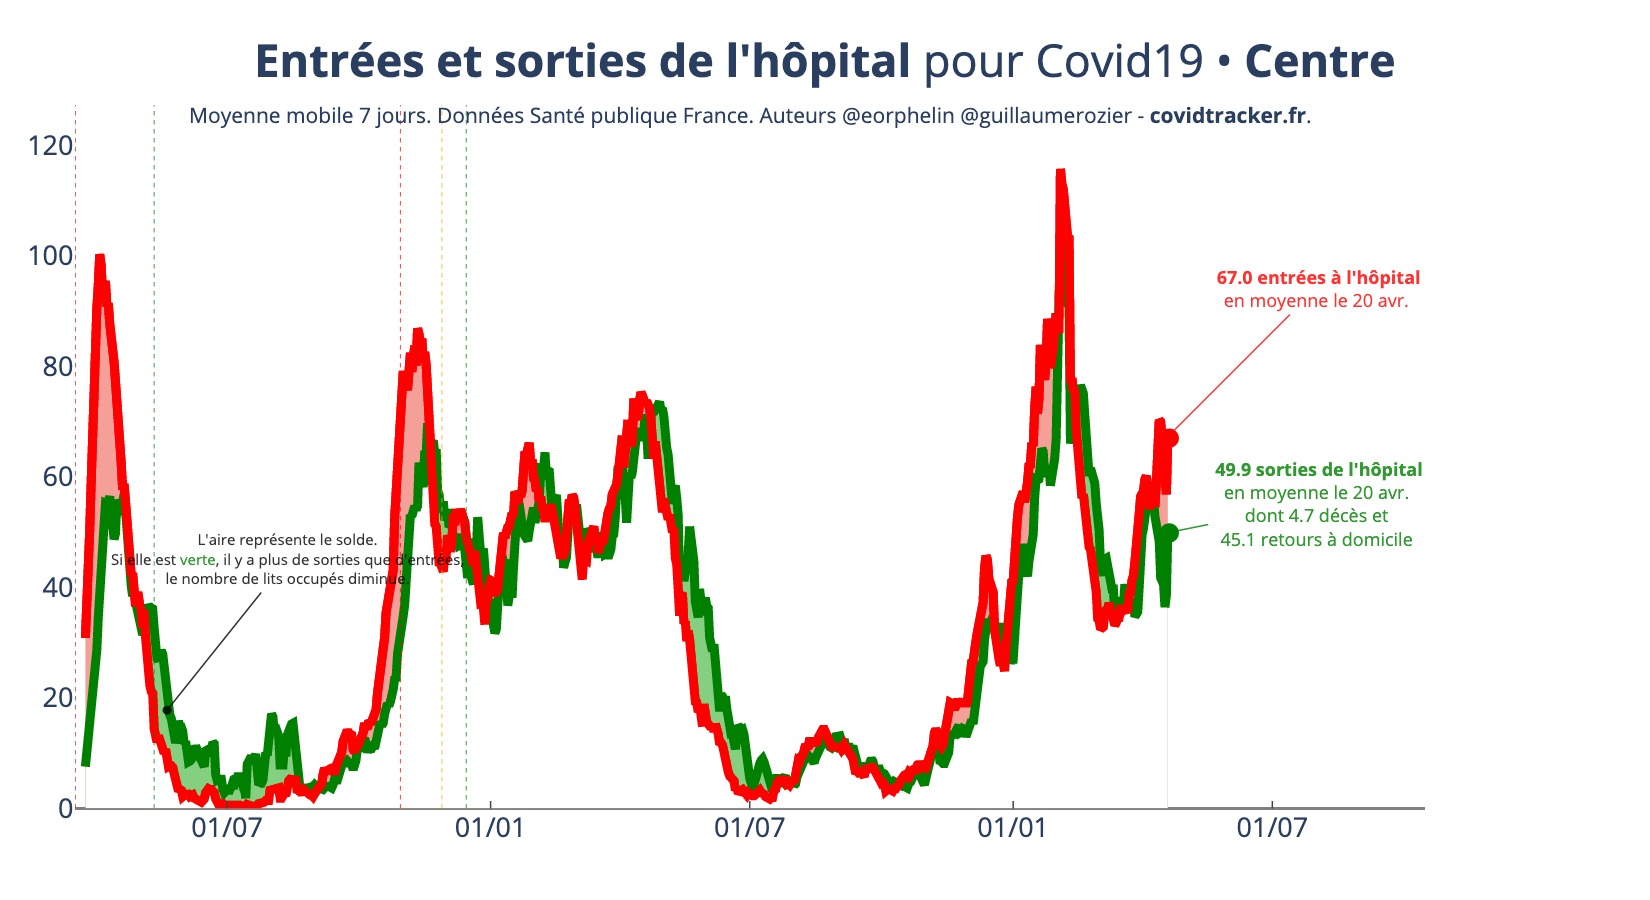 Entrées et sorties de l'hôpital pour Covid19 • Centre
Moyenne mobile 7 jours. Données Santé publique France. Auteurs @eorphelin @guillaumerozier - covidtracker.fr.
120
100
80
60
40
20
0
67.0 entrées à l'hôpital
en moyenne le 20 avr.
49.9 sorties de l'hôpital
en moyenne le 20 avr.
dont 4.7 décès et
45.1 retours à domicile
L'aire représente le solde.
Si elle est verte, il y a plus de sorties que d'entrées,
le nombre de lits occupés diminue.
01/07
01/01
01/07
01/01
01/07